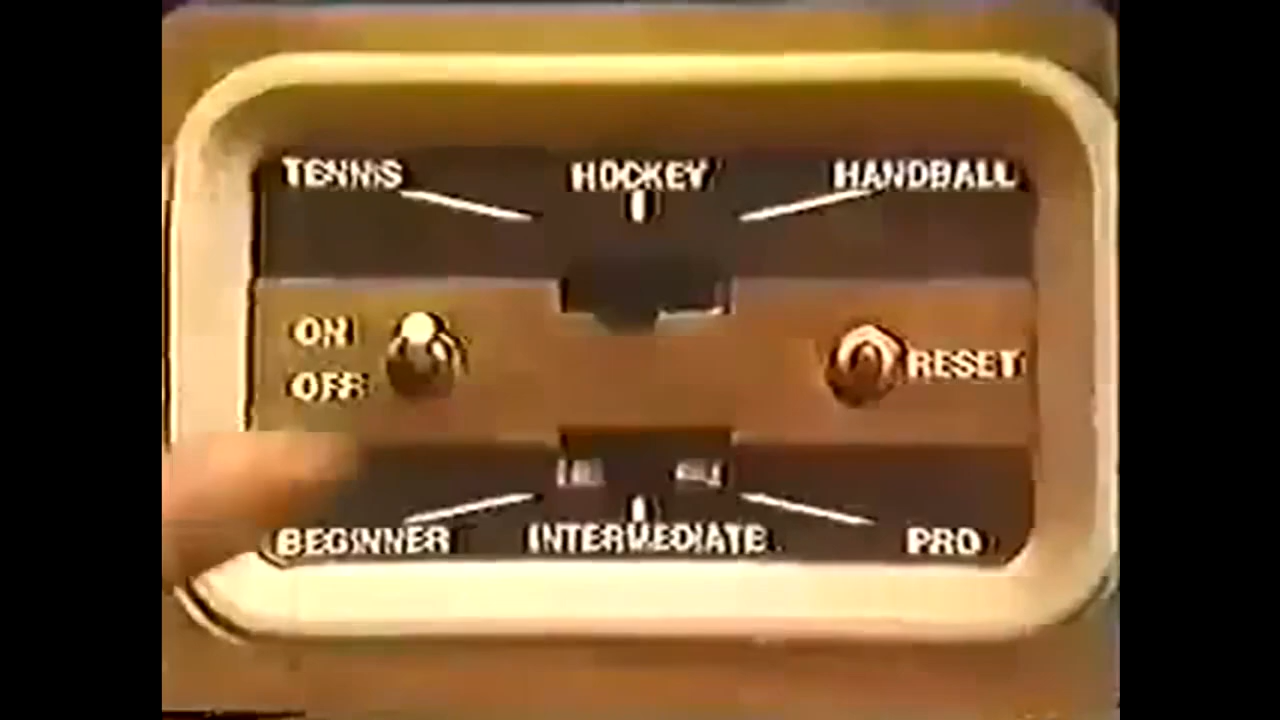 TENNIS HOCKEY HANDBALL
ON
OFF
RESET
BEGINNER INTERMEDIATE PRO